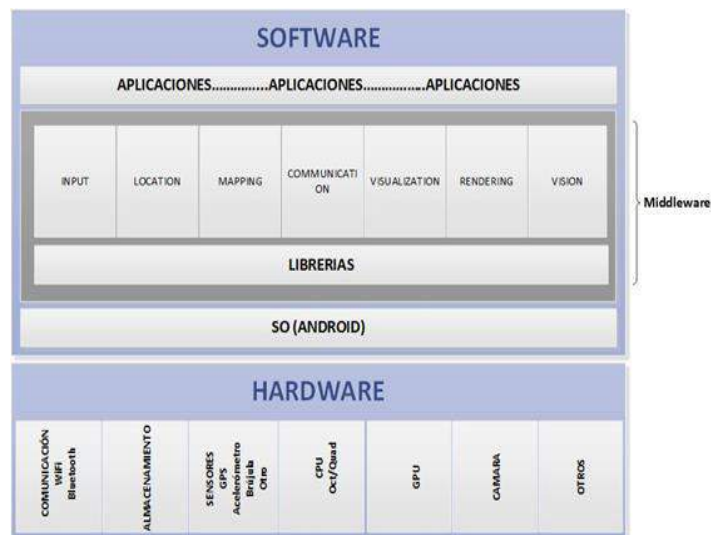 SOFTWARE
APLICACIONES...............APLICACIONES.................APLICACIONES
INPUT
LOCATION
MAPPING
COMMUNICATI
ON
VISUALIZATION
RENDERING
VISION
Middleware
LIBRERIAS
SO (ANDROID)
HARDWARE
COMUNICACIÓN
WiFi
Bluetooth
ALMACENAMIENTO
SENSORES
GPS
Acelerómetro
Brújula
Otro
CPU
Oct/Quad
GPU
CAMARA
OTROS